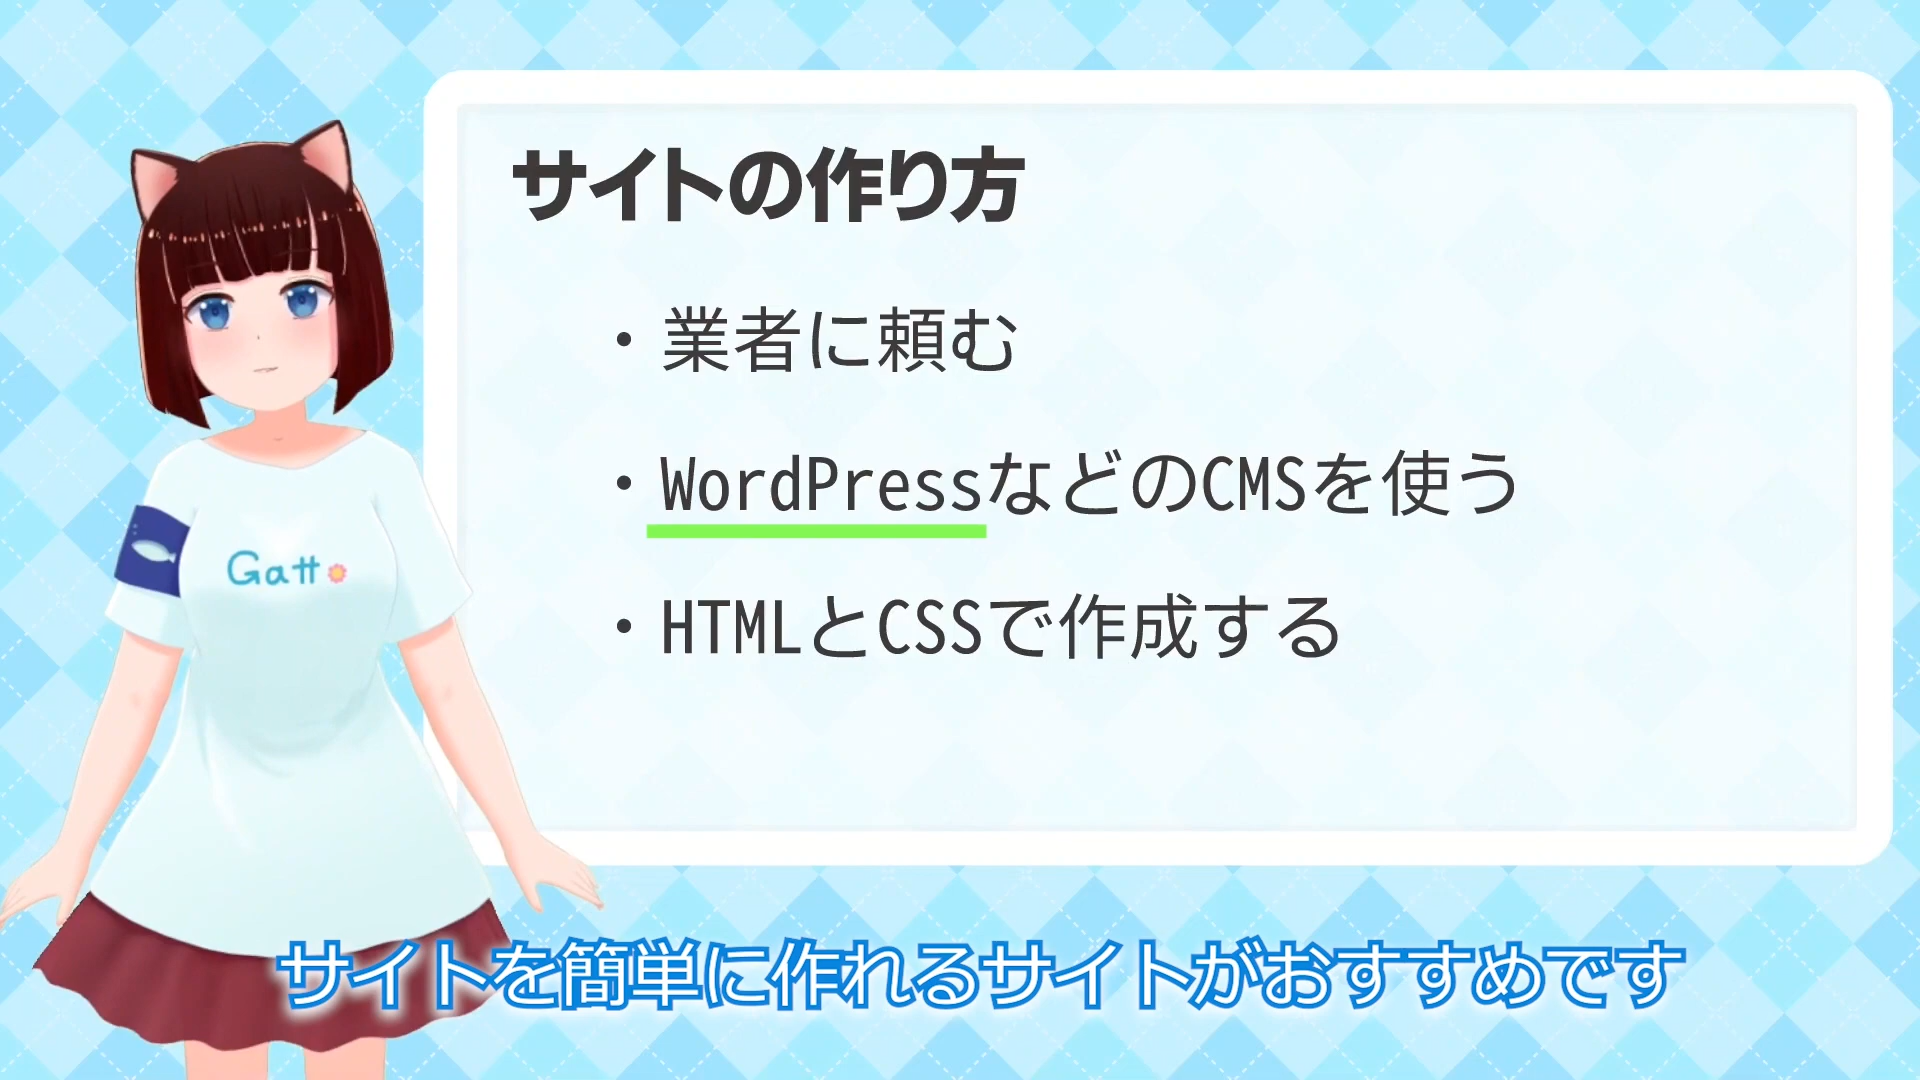 サイトの作り方
・業者に頼む
・WordPressなどのCMSを使う
・HTMLとCSSで作成する
Gatto
サイトを簡単に作れるサイトがおすすめです